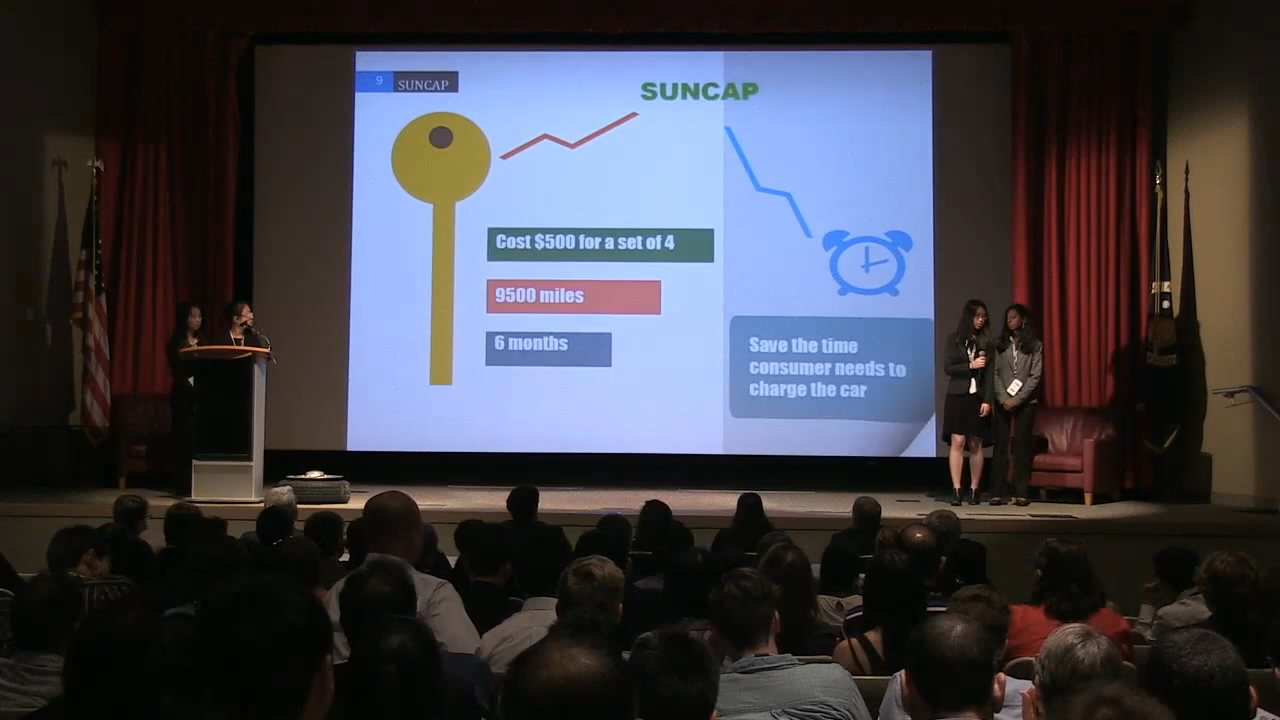 9
SUNCAP
SUNCAP
Cost $500 for a set of 4
9500 miles
6 months
Save the time
consumer needs to
charge the car